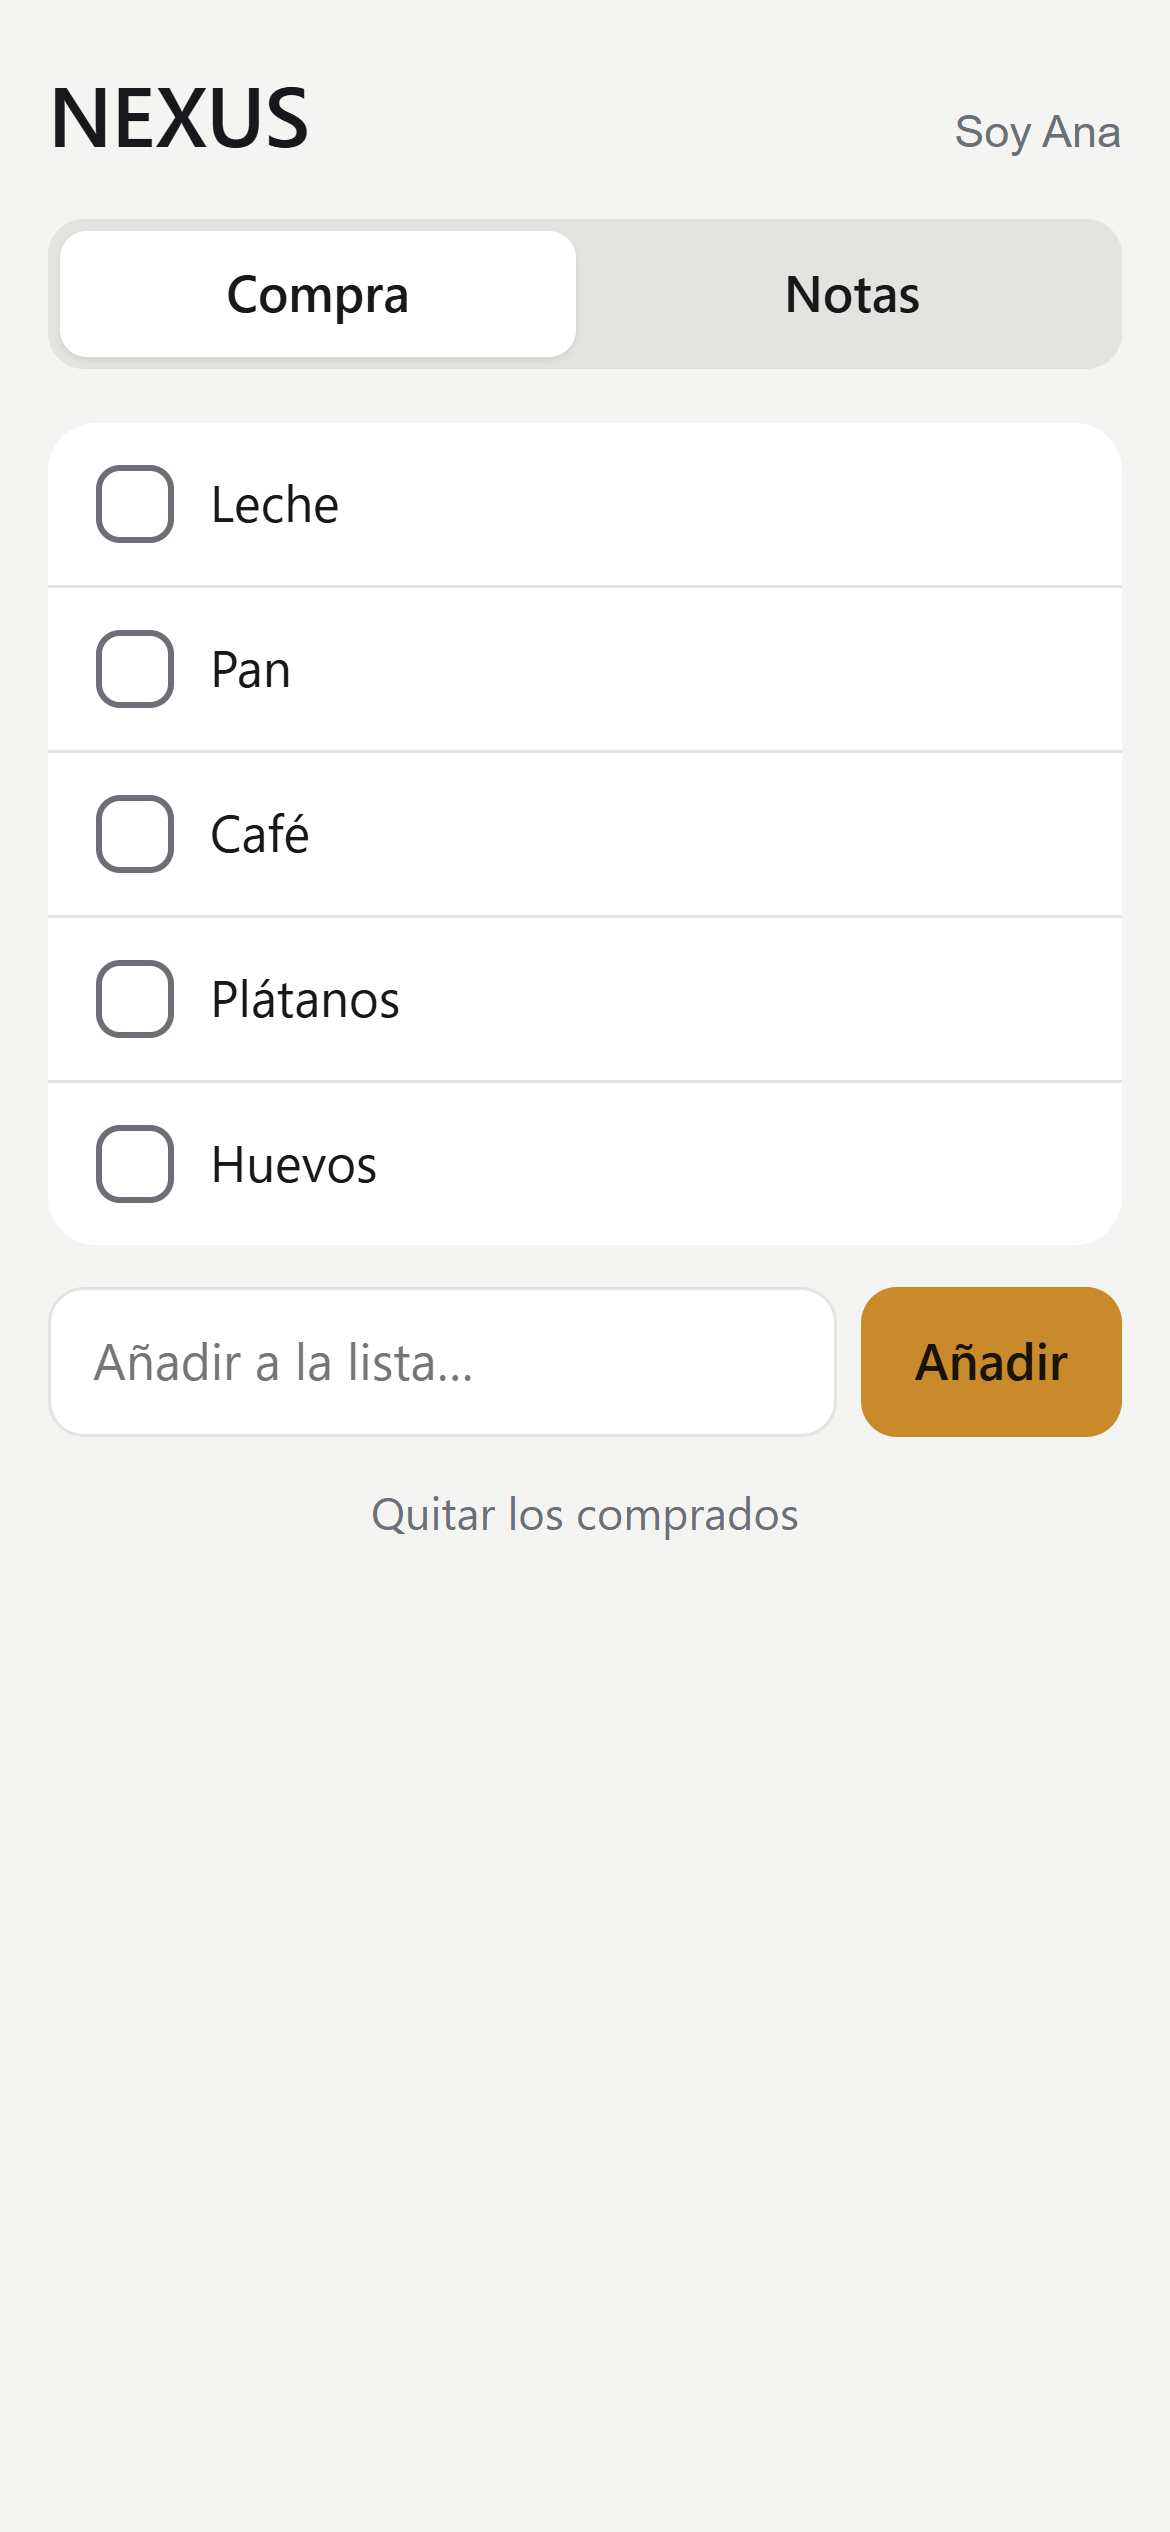 NEXUS
Soy Ana
Compra
Notas
Leche
Pan
Café
Plátanos
Huevos
Añadir a la lista...
Añadir
Quitar los comprados